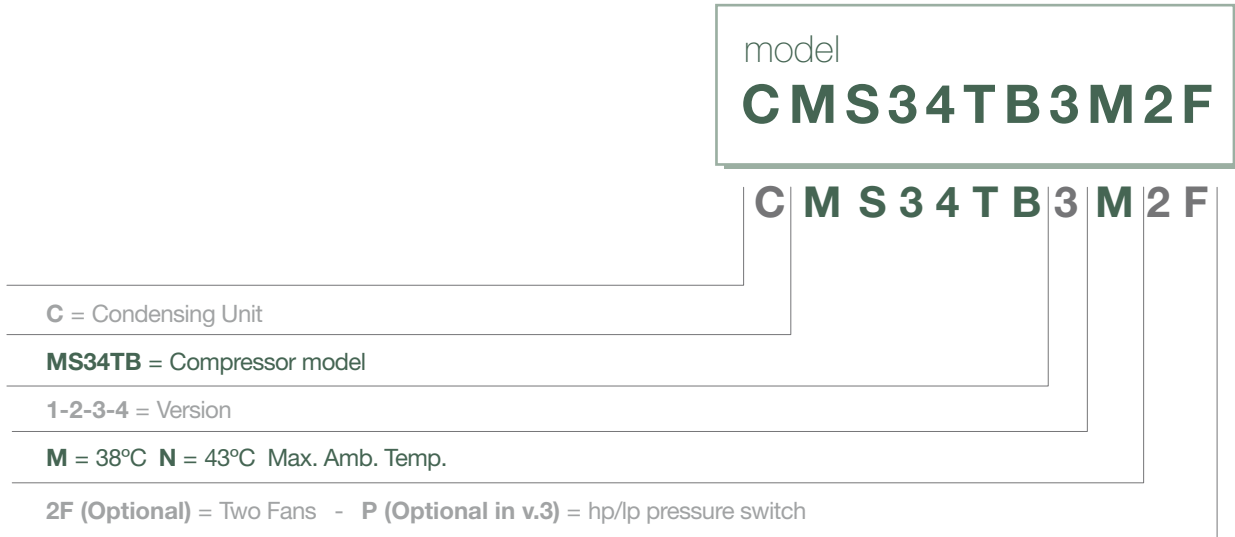 model
CMS34TB3M2F
C M S 3 4 T B 3 M 2 F
C = Condensing Unit
MS34TB = Compressor model
1-2-3-4 = Version
M = 38ºC N = 43ºC Max. Amb. Temp.
2F (Optional) = Two Fans - P (Optional in v.3) = hp/lp pressure switch